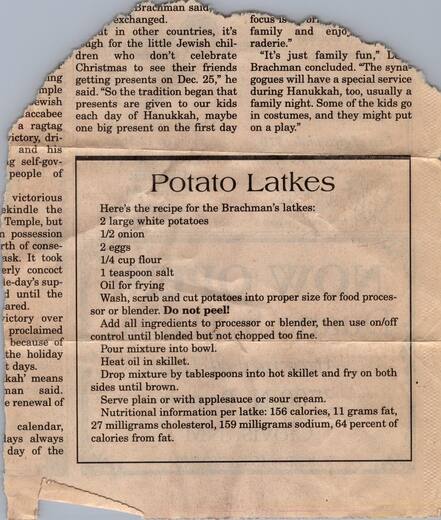 Brachman said,
exchanged.
in other countries, it's
for the little Jewish chil-
dren who don't celebrate
Christmas to see their friends
getting presents on Dec. 25," he
said. "So the tradition began that
presents are given to our kids
each day of Hanukkah, maybe
one big present on the first day
focus is
family and
raderie."
"It's just family fun,"
Brachman concluded. "The syna-
gogues will have a special service
during Hanukkah, too, usually a
family night. Some of the kids go
in costumes, and they might put
on a play."
a ragtag
victory, dri-
and his
self-gov-
people of
victorious
rekindle the
Temple, but
possession
of conse-
task. It took
concoct
sup-
until the
victory over
proclaimed
because of
the holiday
days.
means
said.
renewal of
calendar,
always
day of the
Potato Latkes
Here's the recipe for the Brachman's latkes:
2 large white potatoes
1/2 onion
2 eggs
1/4 cup flour
1 teaspoon salt
Oil for frying
Wash, scrub and cut potatoes into proper size for food proces-
sor or blender. Do not peel!
Add all ingredients to processor or blender, then use on/off
control until blended but not chopped too fine.
Pour mixture into bowl.
Heat oil in skillet.
Drop mixture by tablespoons into hot skillet and fry on both
sides until brown.
Serve plain or with applesauce or sour cream.
Nutritional information per latke: 156 calories, 11 grams fat,
27 milligrams cholesterol, 159 milligrams sodium, 64 percent of
calories from fat.